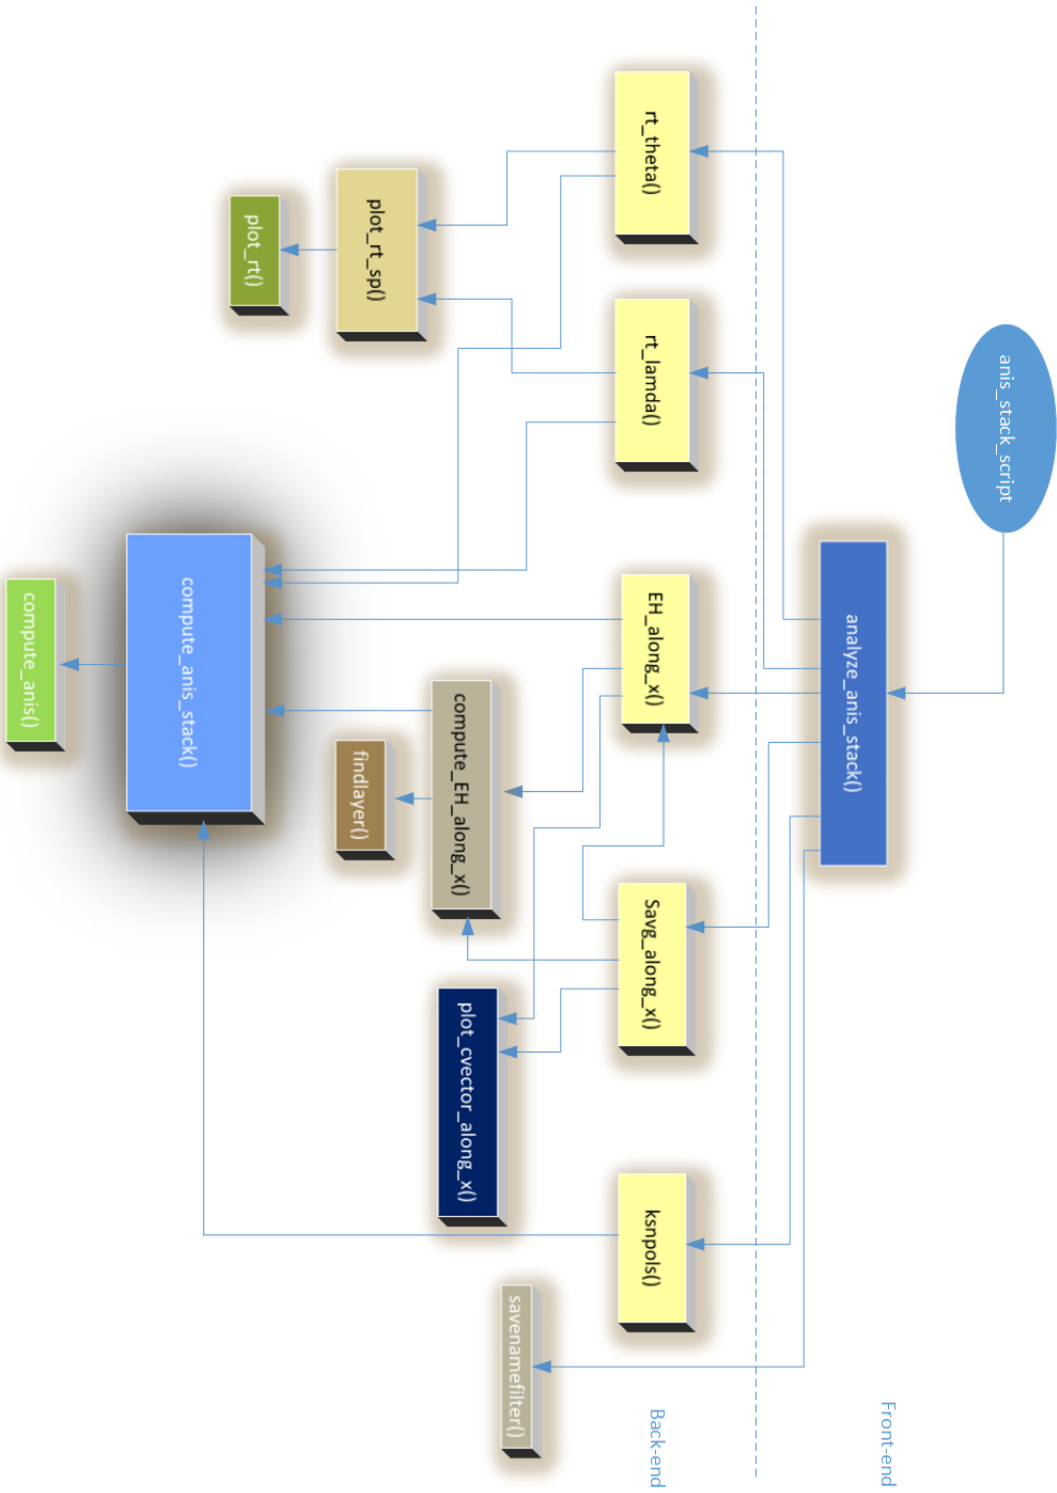 anis_stack_script
Front-end
analyze_anis_stack()
Back-end
rt_theta()
rt_lamda()
EH_along_x()
Savg_along_x()
ksnpols()
savenamefilter()
plot_rt_sp()
compute_EH_along_x()
plot_cvector_along_x()
plot_rt()
findlayer()
compute_anis_stack()
compute_anis()